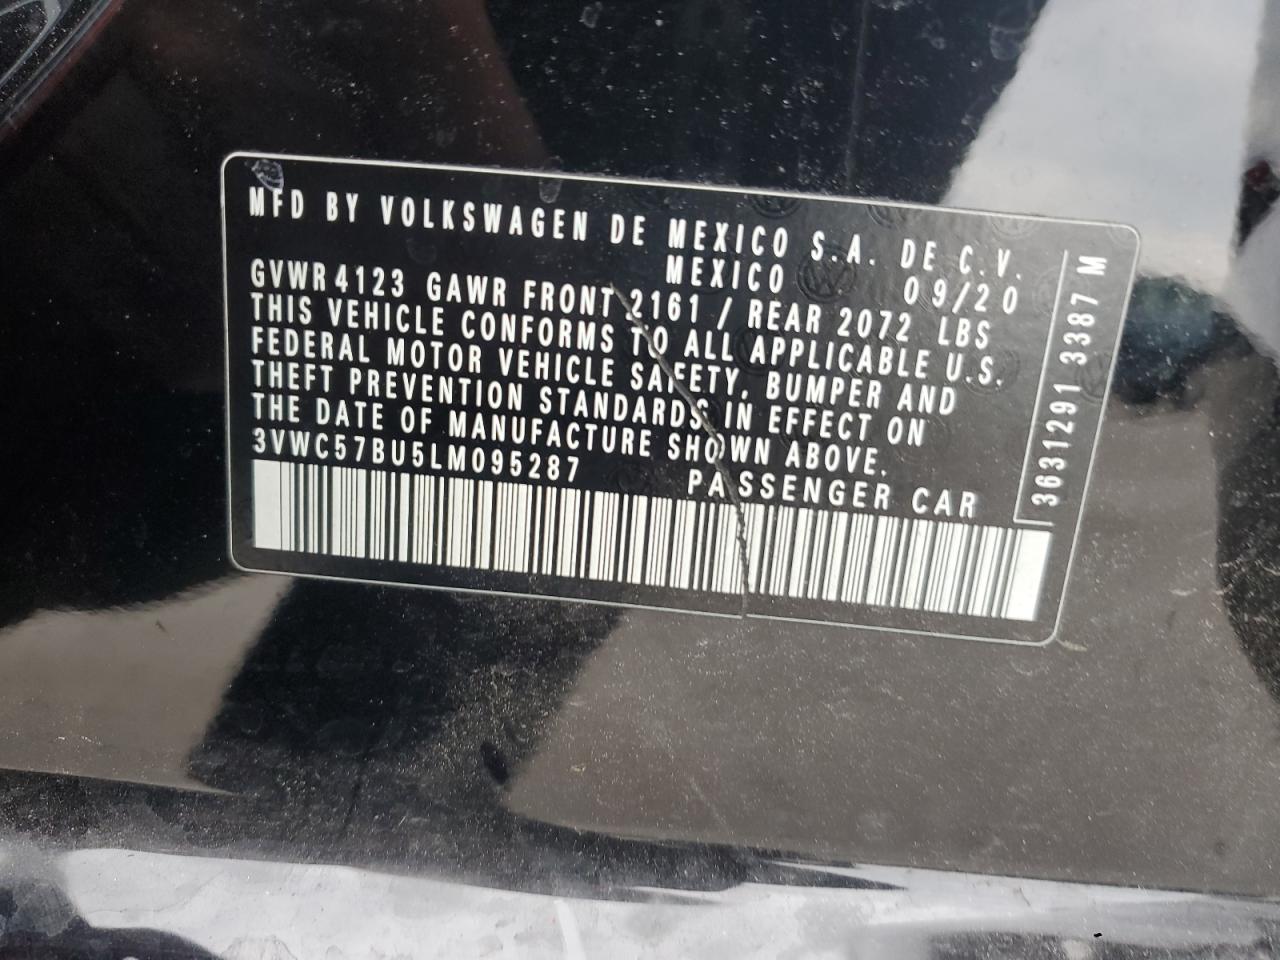 MFD BY VOLKSWAGEN DE MEXICO S.A. DE C.V.
MEXICO 09/20
GVWR 4123 GAWR FRONT 2161 / REAR 2072 LBS
THIS VEHICLE CONFORMS TO ALL APPLICABLE U.S.
FEDERAL MOTOR VEHICLE SAFETY, BUMPER AND
THEFT PREVENTION STANDARDS IN EFFECT ON
THE DATE OF MANUFACTURE SHOWN ABOVE.
3VWC57BU5LM095287 PASSENGER CAR
3631291 3387 M